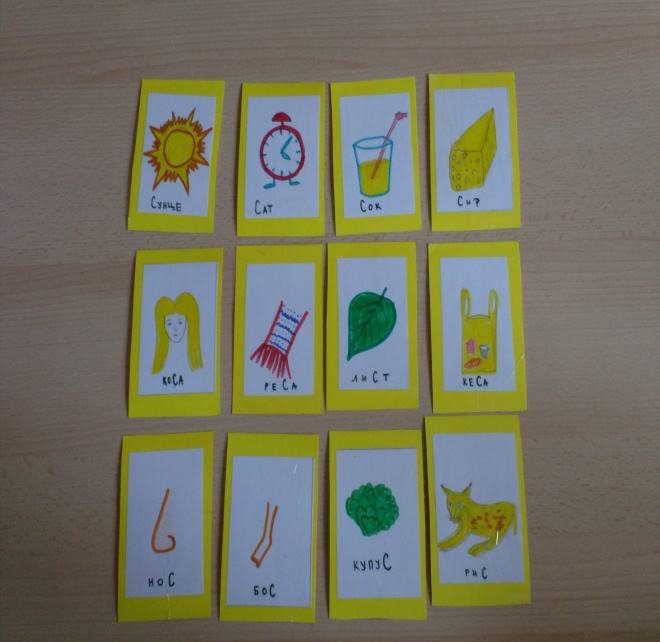 Сунце
Сат
Сок
Сир
коСа
реСа
лиСт
кеСа
ноС
боС
купуС
риС